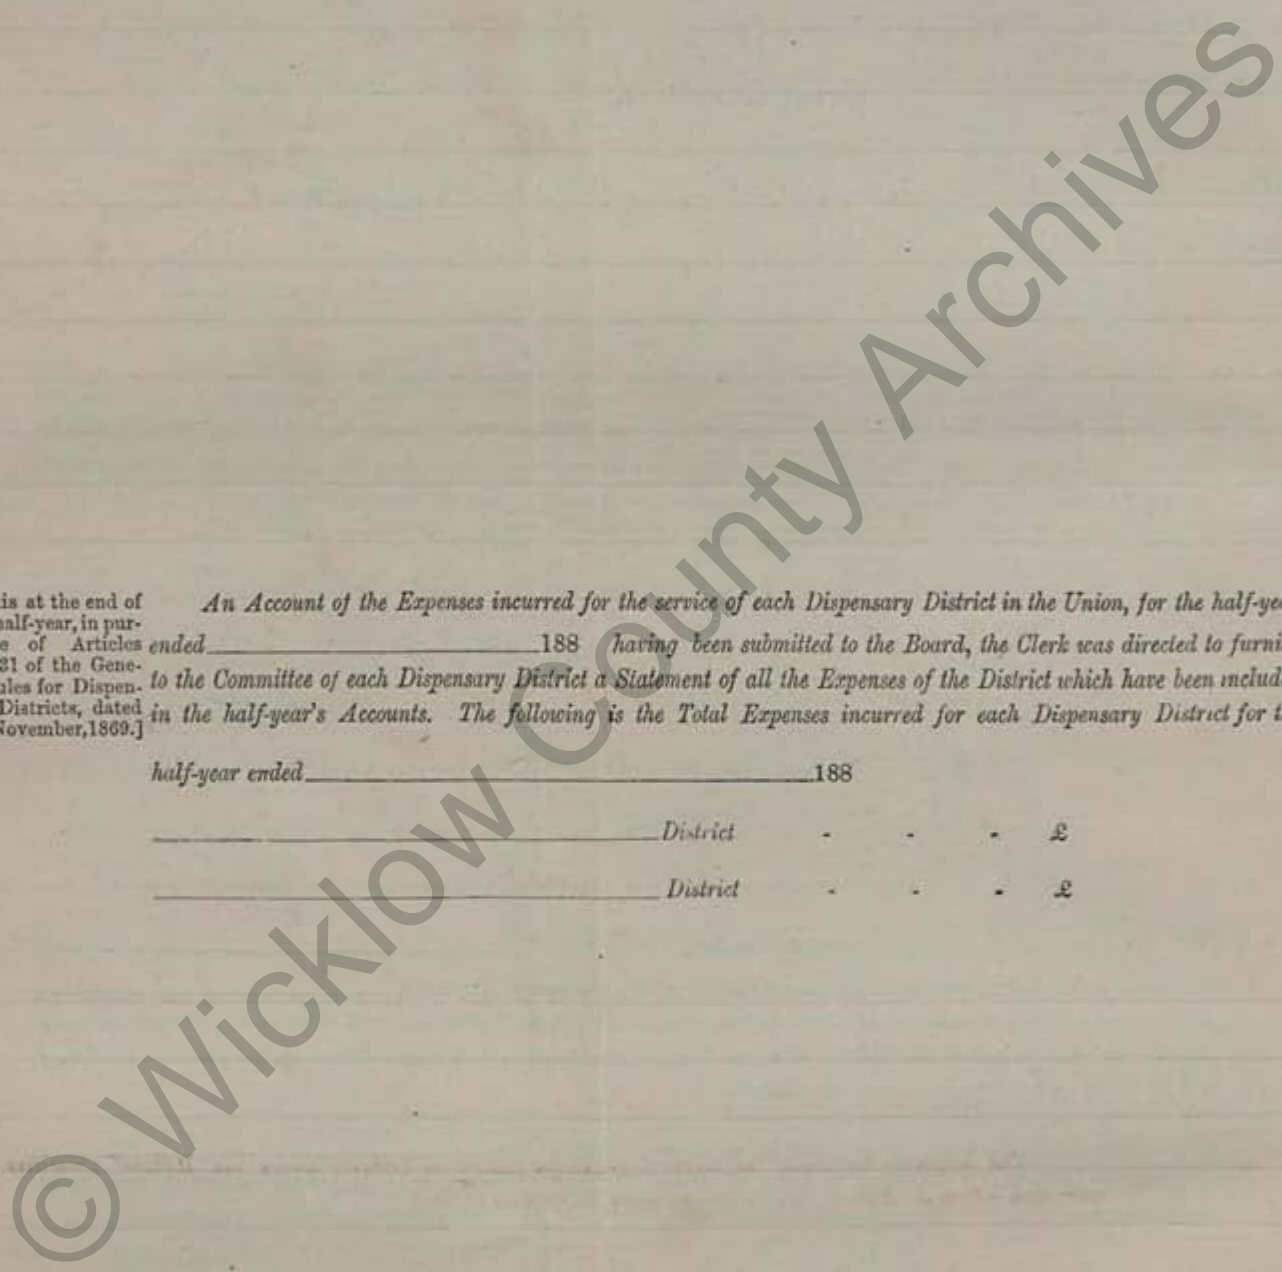 is at the end of
half-year, in pur-
e of Articles
31 of the Gene-
ules for Dispen-
Districts, dated
November, 1869.]
An Account of the Expenses incurred for the service of each Dispensary District in the Union, for the half-yea
ended 188 having been submitted to the Board, the Clerk was directed to furni
to the Committee of each Dispensary District a Statement of all the Expenses of the District which have been includ
in the half-year's Accounts. The following is the Total Expenses incurred for each Dispensary District for t
half-year ended 188
District - - - £
District - - - £
© Wicklow County Archives